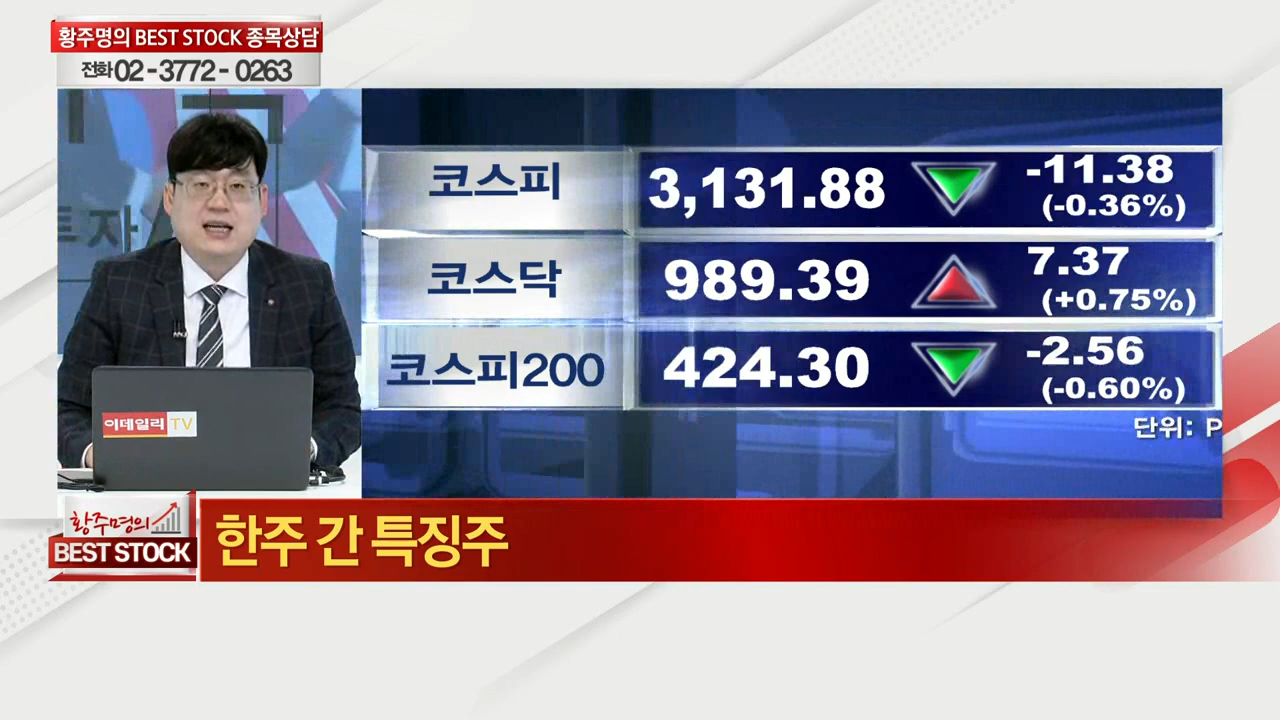 황주명의 BEST STOCK 종목상담
전화 02-3772-0263
투자
코스피 3,131.88 -11.38 (-0.36%)
코스닥 989.39 7.37 (+0.75%)
코스피200 424.30 -2.56 (-0.60%)
단위: P
이데일리 TV
황주명의
BEST STOCK
한주 간 특징주